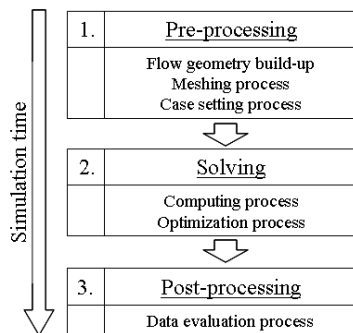 1. Pre-processing
Flow geometry build-up
Meshing process
Case setting process
2. Solving
Computing process
Optimization process
3. Post-processing
Data evaluation process
Simulation time